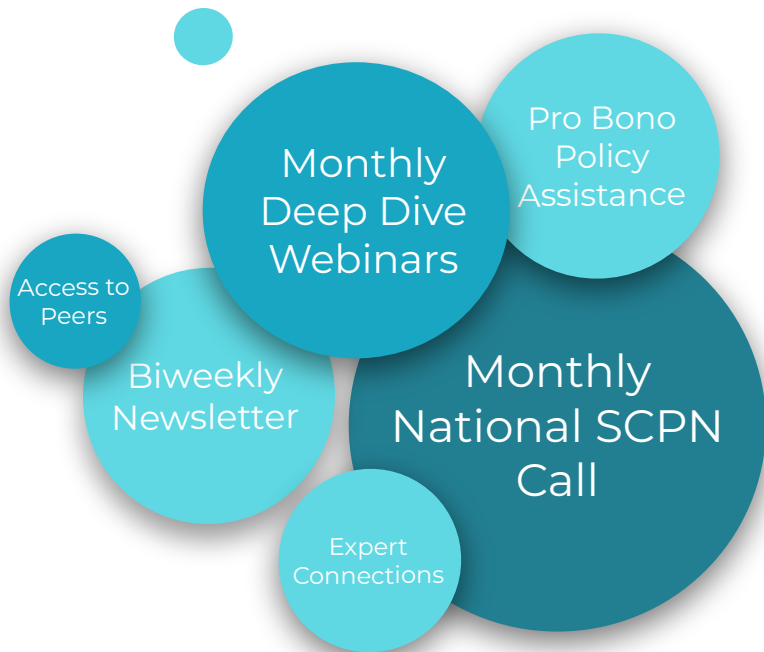 Pro Bono
Policy
Assistance
Monthly
Deep Dive
Webinars
Access to
Peers
Biweekly
Newsletter
Monthly
National SCPN
Call
Expert
Connections